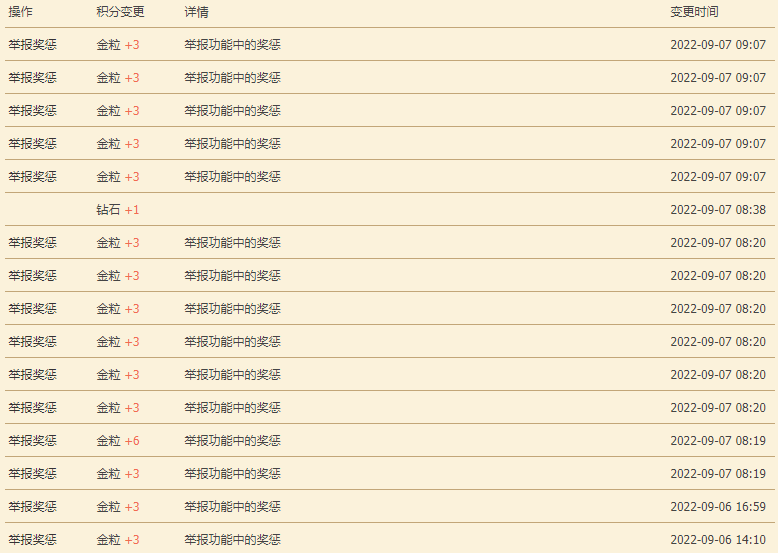 操作 积分变更 详情 变更时间
举报奖惩 金粒 +3 举报功能中的奖惩 2022-09-07 09:07
举报奖惩 金粒 +3 举报功能中的奖惩 2022-09-07 09:07
举报奖惩 金粒 +3 举报功能中的奖惩 2022-09-07 09:07
举报奖惩 金粒 +3 举报功能中的奖惩 2022-09-07 09:07
举报奖惩 金粒 +3 举报功能中的奖惩 2022-09-07 09:07
钻石 +1 2022-09-07 08:38
举报奖惩 金粒 +3 举报功能中的奖惩 2022-09-07 08:20
举报奖惩 金粒 +3 举报功能中的奖惩 2022-09-07 08:20
举报奖惩 金粒 +3 举报功能中的奖惩 2022-09-07 08:20
举报奖惩 金粒 +3 举报功能中的奖惩 2022-09-07 08:20
举报奖惩 金粒 +3 举报功能中的奖惩 2022-09-07 08:20
举报奖惩 金粒 +3 举报功能中的奖惩 2022-09-07 08:20
举报奖惩 金粒 +6 举报功能中的奖惩 2022-09-07 08:19
举报奖惩 金粒 +3 举报功能中的奖惩 2022-09-07 08:19
举报奖惩 金粒 +3 举报功能中的奖惩 2022-09-06 16:59
举报奖惩 金粒 +3 举报功能中的奖惩 2022-09-06 14:10